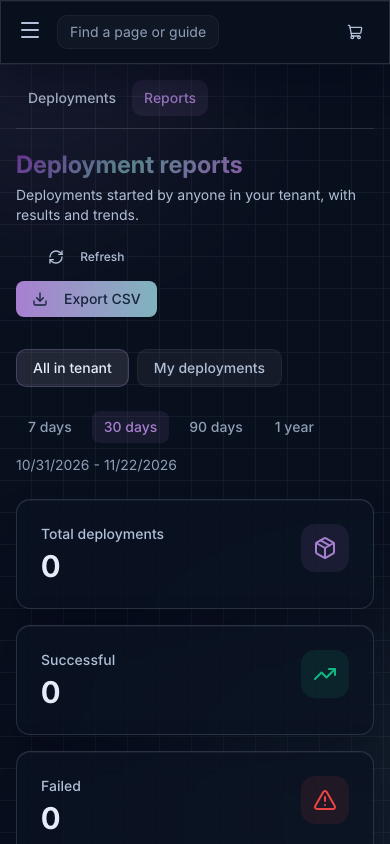 Find a page or guide
Deployments Reports
Deployment reports
Deployments started by anyone in your tenant, with
results and trends.
Refresh
Export CSV
All in tenant My deployments
7 days 30 days 90 days 1 year
10/31/2026 - 11/22/2026
Total deployments
0
Successful
0
Failed
0